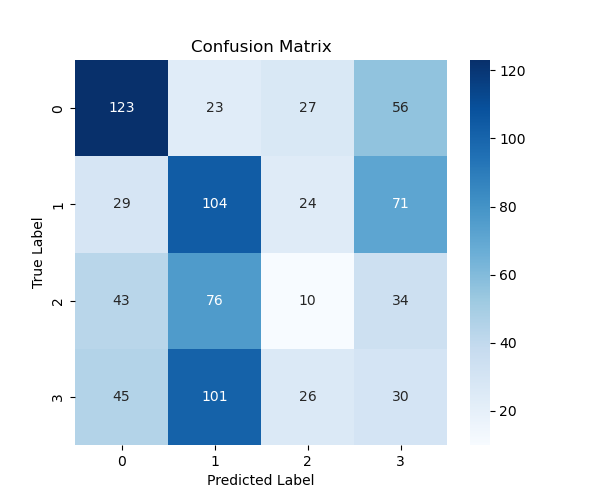 Confusion Matrix
0 123 23 27 56
1 29 104 24 71
2 43 76 10 34
3 45 101 26 30
0 1 2 3
True Label
Predicted Label
120
100
80
60
40
20